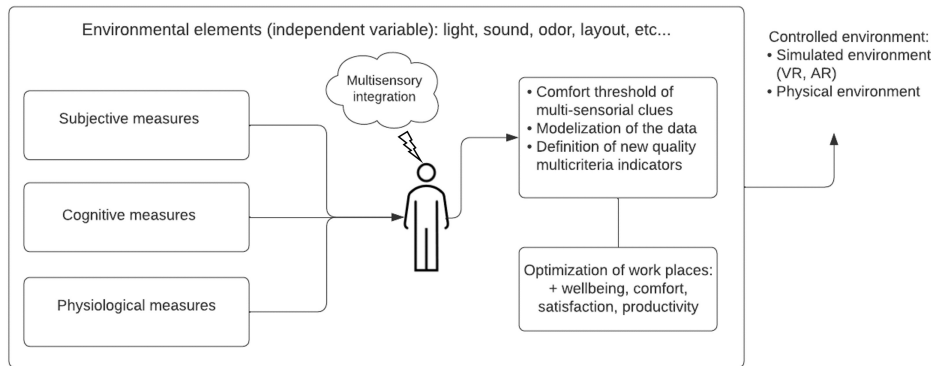 Environmental elements (independent variable): light, sound, odor, layout, etc...
Multisensory
integration
Subjective measures
Cognitive measures
Physiological measures
• Comfort threshold of
multi-sensorial clues
• Modelization of the data
• Definition of new quality
multicriteria indicators
Optimization of work places:
+ wellbeing, comfort,
satisfaction, productivity
Controlled environment:
• Simulated environment
(VR, AR)
• Physical environment